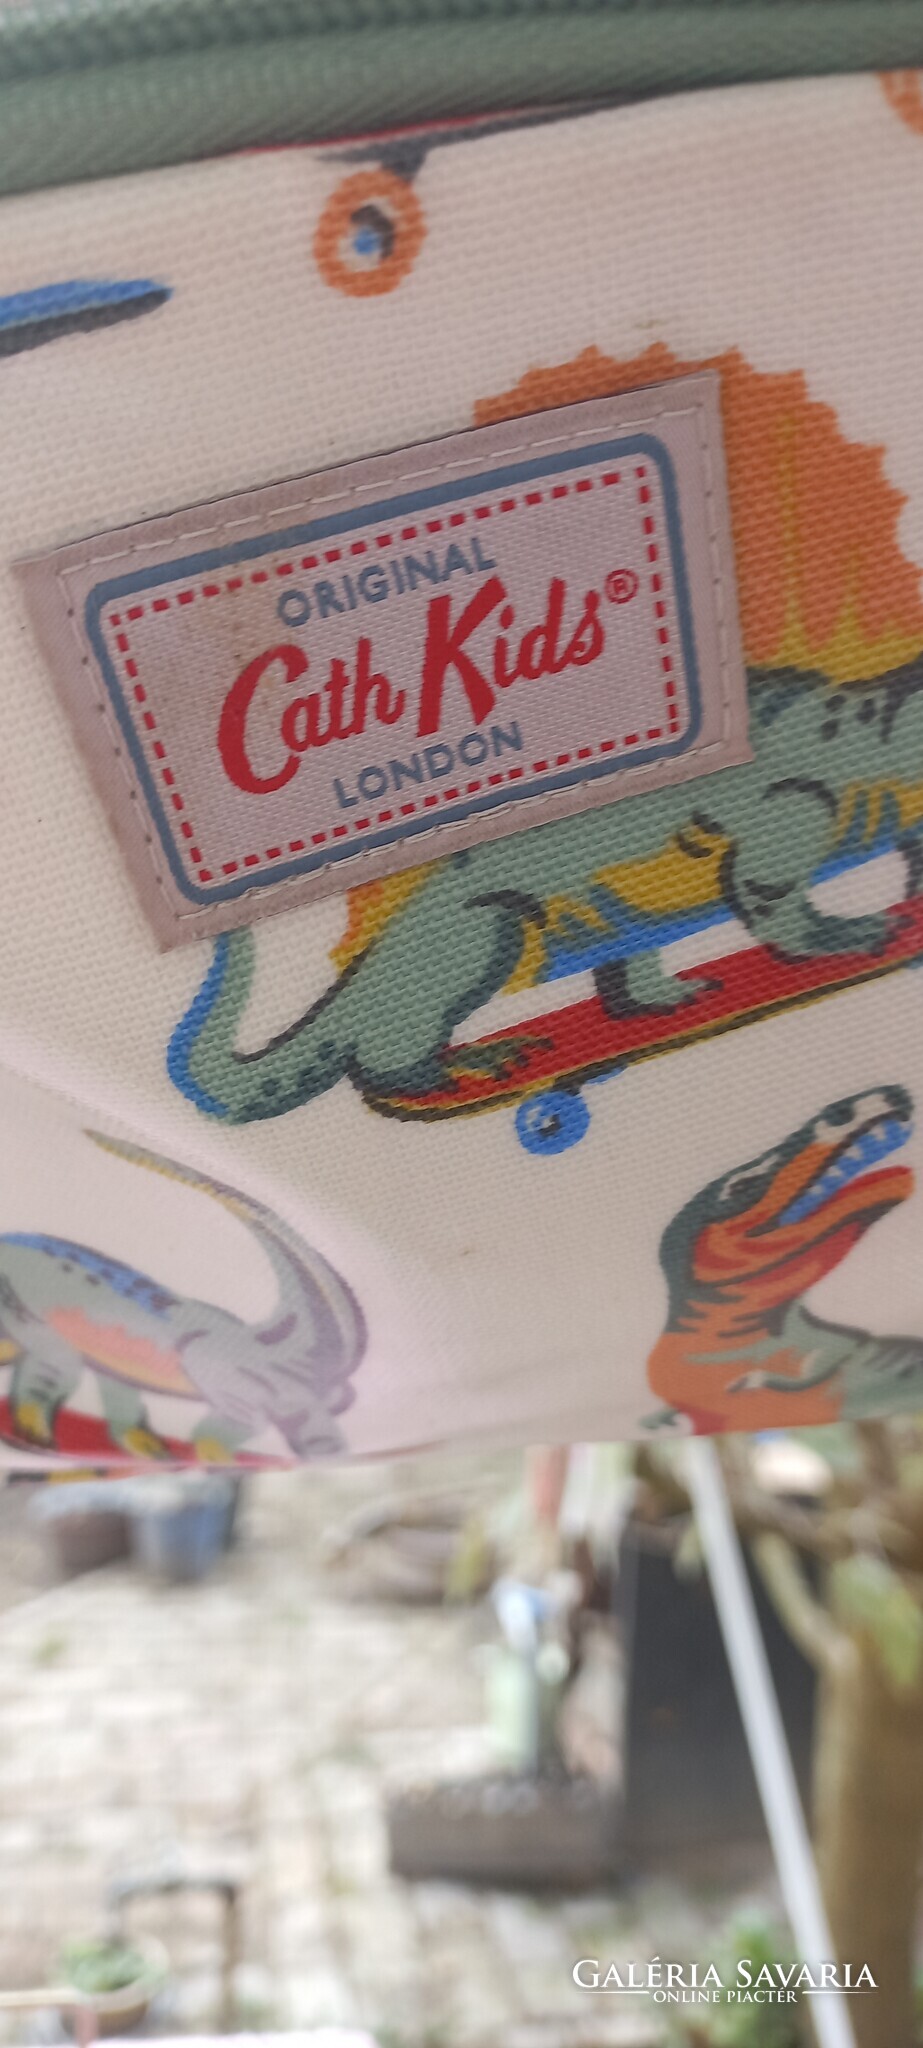 ORIGINAL
Cath Kids®
LONDON
GALÉRIA SAVARIA
ONLINE PIACTÉR